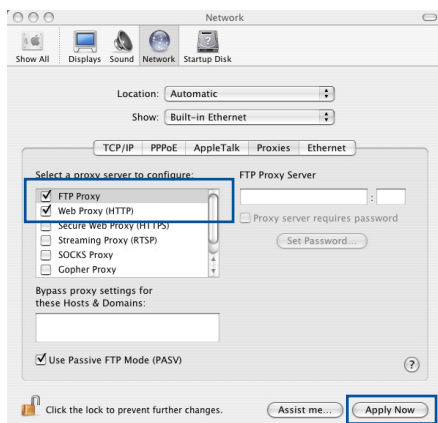 Network
Show All Displays Sound Network Startup Disk
Location: Automatic
Show: Built-in Ethernet
TCP/IP PPPoE AppleTalk Proxies Ethernet
Select a proxy server to configure: FTP Proxy Server
FTP Proxy
:
Web Proxy (HTTP)
Proxy server requires password
Secure Web Proxy (HTTPS)
Streaming Proxy (RTSP)
Set Password...
SOCKS Proxy
Gopher Proxy
Bypass proxy settings for
these Hosts & Domains:
Use Passive FTP Mode (PASV)
?
Click the lock to prevent further changes. Assist me... Apply Now